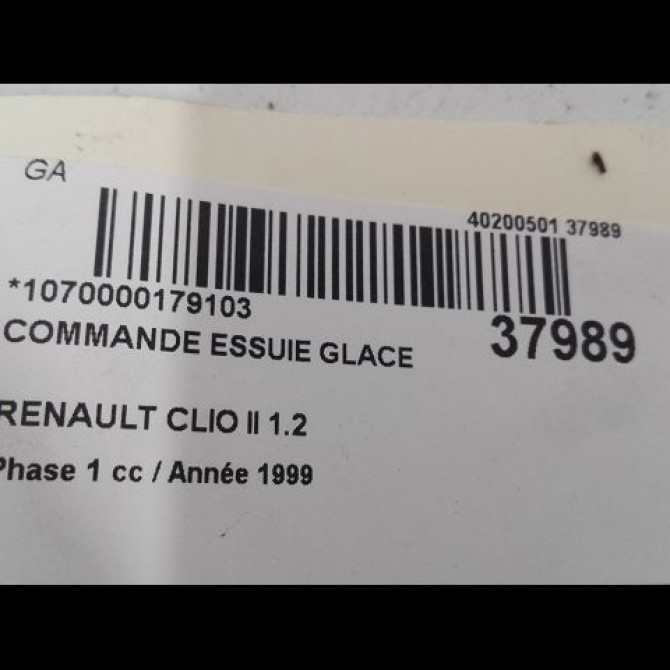 GA
40200501 37989
*1070000179103
37989
COMMANDE ESSUIE GLACE
RENAULT CLIO II 1.2
Phase 1 cc / Année 1999